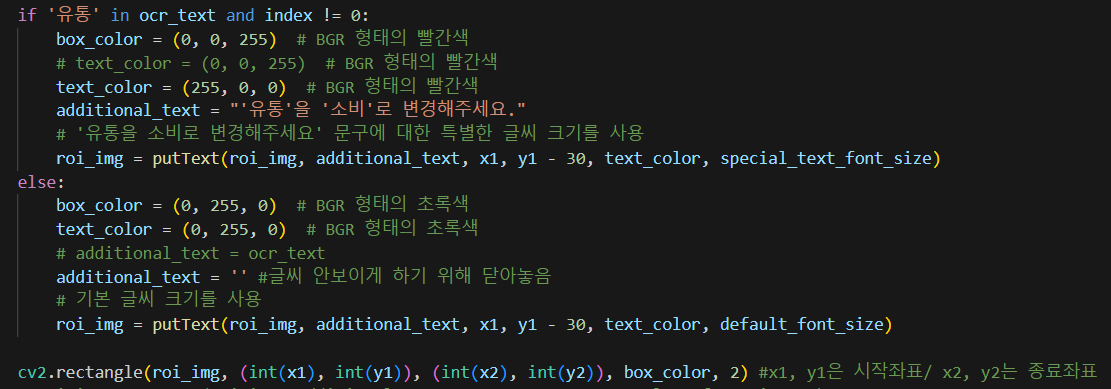 if '유통' in ocr_text and index != 0:
    box_color = (0, 0, 255)  # BGR 형태의 빨간색
    # text_color = (0, 0, 255)  # BGR 형태의 빨간색
    text_color = (255, 0, 0)  # BGR 형태의 빨간색
    additional_text = "'유통'을 '소비'로 변경해주세요."
    # '유통을 소비로 변경해주세요' 문구에 대한 특별한 글씨 크기를 사용
    roi_img = putText(roi_img, additional_text, x1, y1 - 30, text_color, special_text_font_size)
else:
    box_color = (0, 255, 0)  # BGR 형태의 초록색
    text_color = (0, 255, 0)  # BGR 형태의 초록색
    # additional_text = ocr_text
    additional_text = '' #글씨 안보이게 하기 위해 닫아놓음
    # 기본 글씨 크기를 사용
    roi_img = putText(roi_img, additional_text, x1, y1 - 30, text_color, default_font_size)
cv2.rectangle(roi_img, (int(x1), int(y1)), (int(x2), int(y2)), box_color, 2) #x1, y1은 시작좌표/ x2, y2는 종료좌표